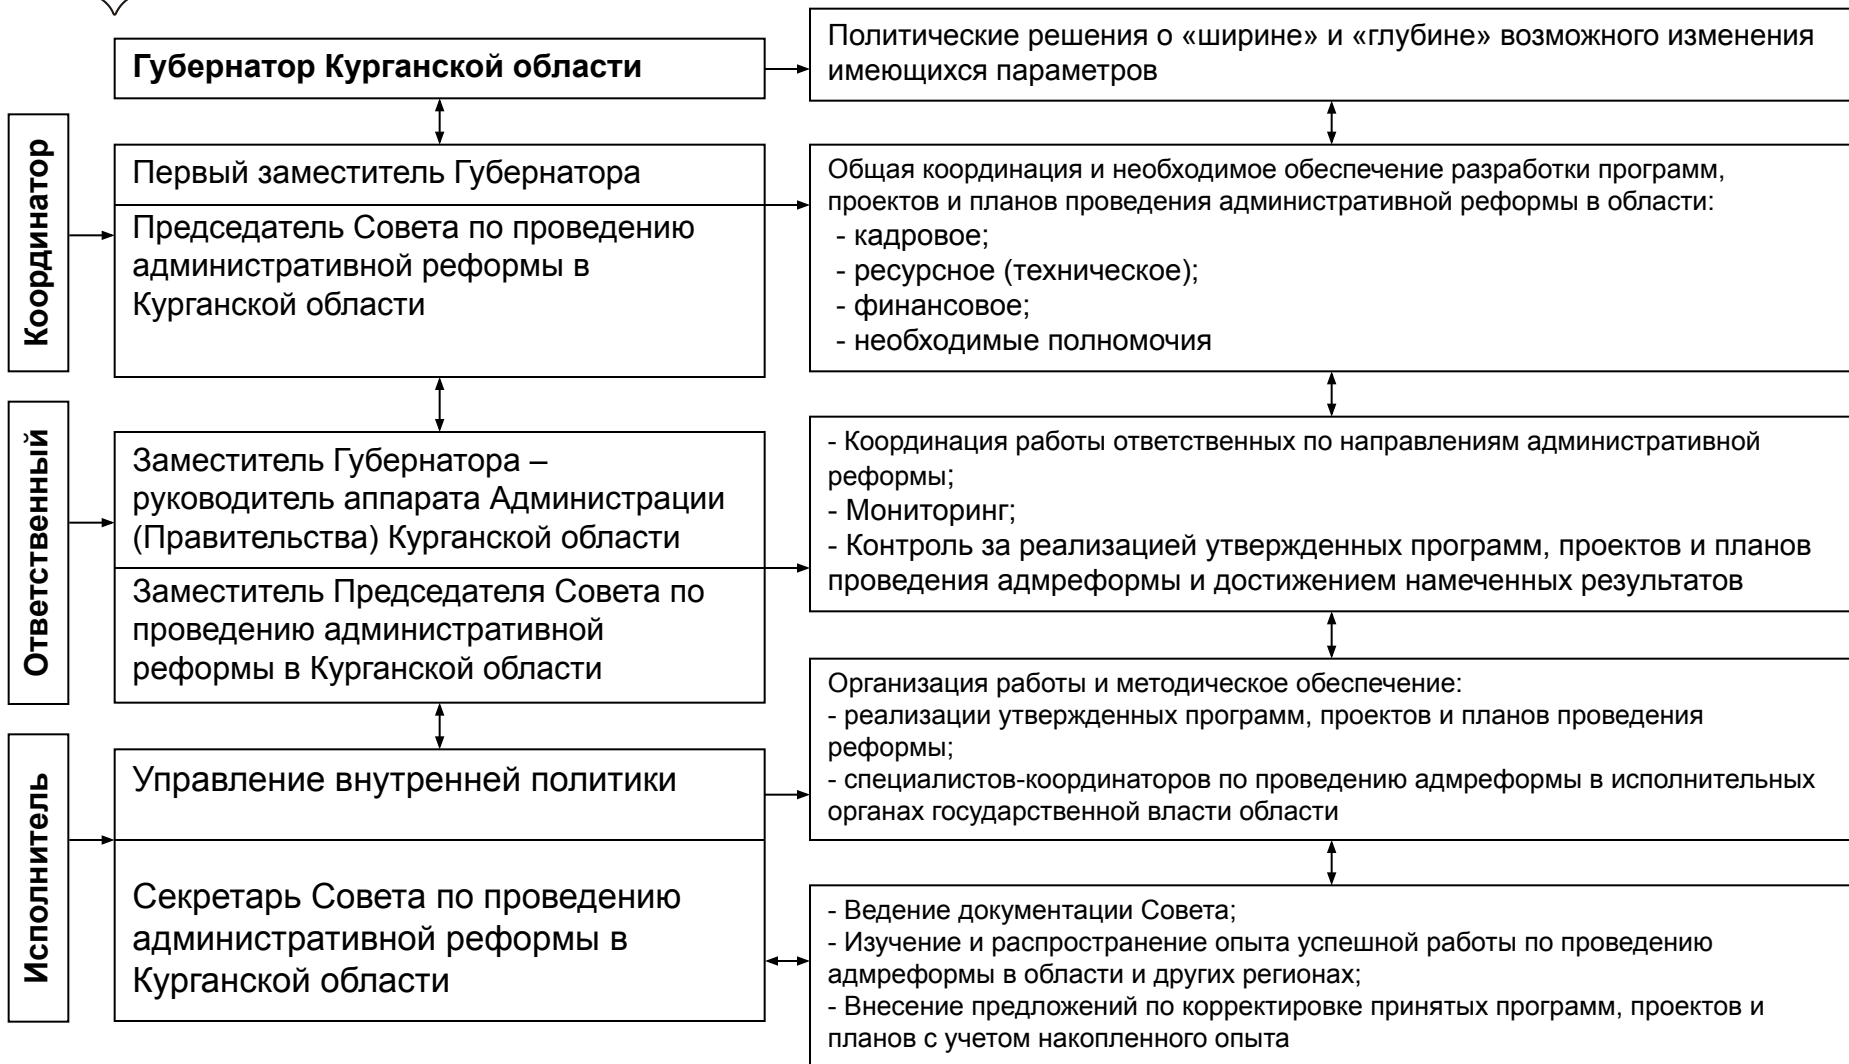 Губернатор Курганской области
Политические решения о «ширине» и «глубине» возможного изменения
имеющихся параметров
Координатор
Первый заместитель Губернатора
Председатель Совета по проведению
административной реформы в
Курганской области
Общая координация и необходимое обеспечение разработки программ,
проектов и планов проведения административной реформы в области:
- кадровое;
- ресурсное (техническое);
- финансовое;
- необходимые полномочия
Ответственный
Заместитель Губернатора –
руководитель аппарата Администрации
(Правительства) Курганской области
Заместитель Председателя Совета по
проведению административной
реформы в Курганской области
- Координация работы ответственных по направлениям административной
реформы;
- Мониторинг;
- Контроль за реализацией утвержденных программ, проектов и планов
проведения адмреформы и достижением намеченных результатов
Исполнитель
Управление внутренней политики
Секретарь Совета по проведению
административной реформы в
Курганской области
Организация работы и методическое обеспечение:
- реализации утвержденных программ, проектов и планов проведения
реформы;
- специалистов-координаторов по проведению адмреформы в исполнительных
органах государственной власти области
- Ведение документации Совета;
- Изучение и распространение опыта успешной работы по проведению
адмреформы в области и других регионах;
- Внесение предложений по корректировке принятых программ, проектов и
планов с учетом накопленного опыта